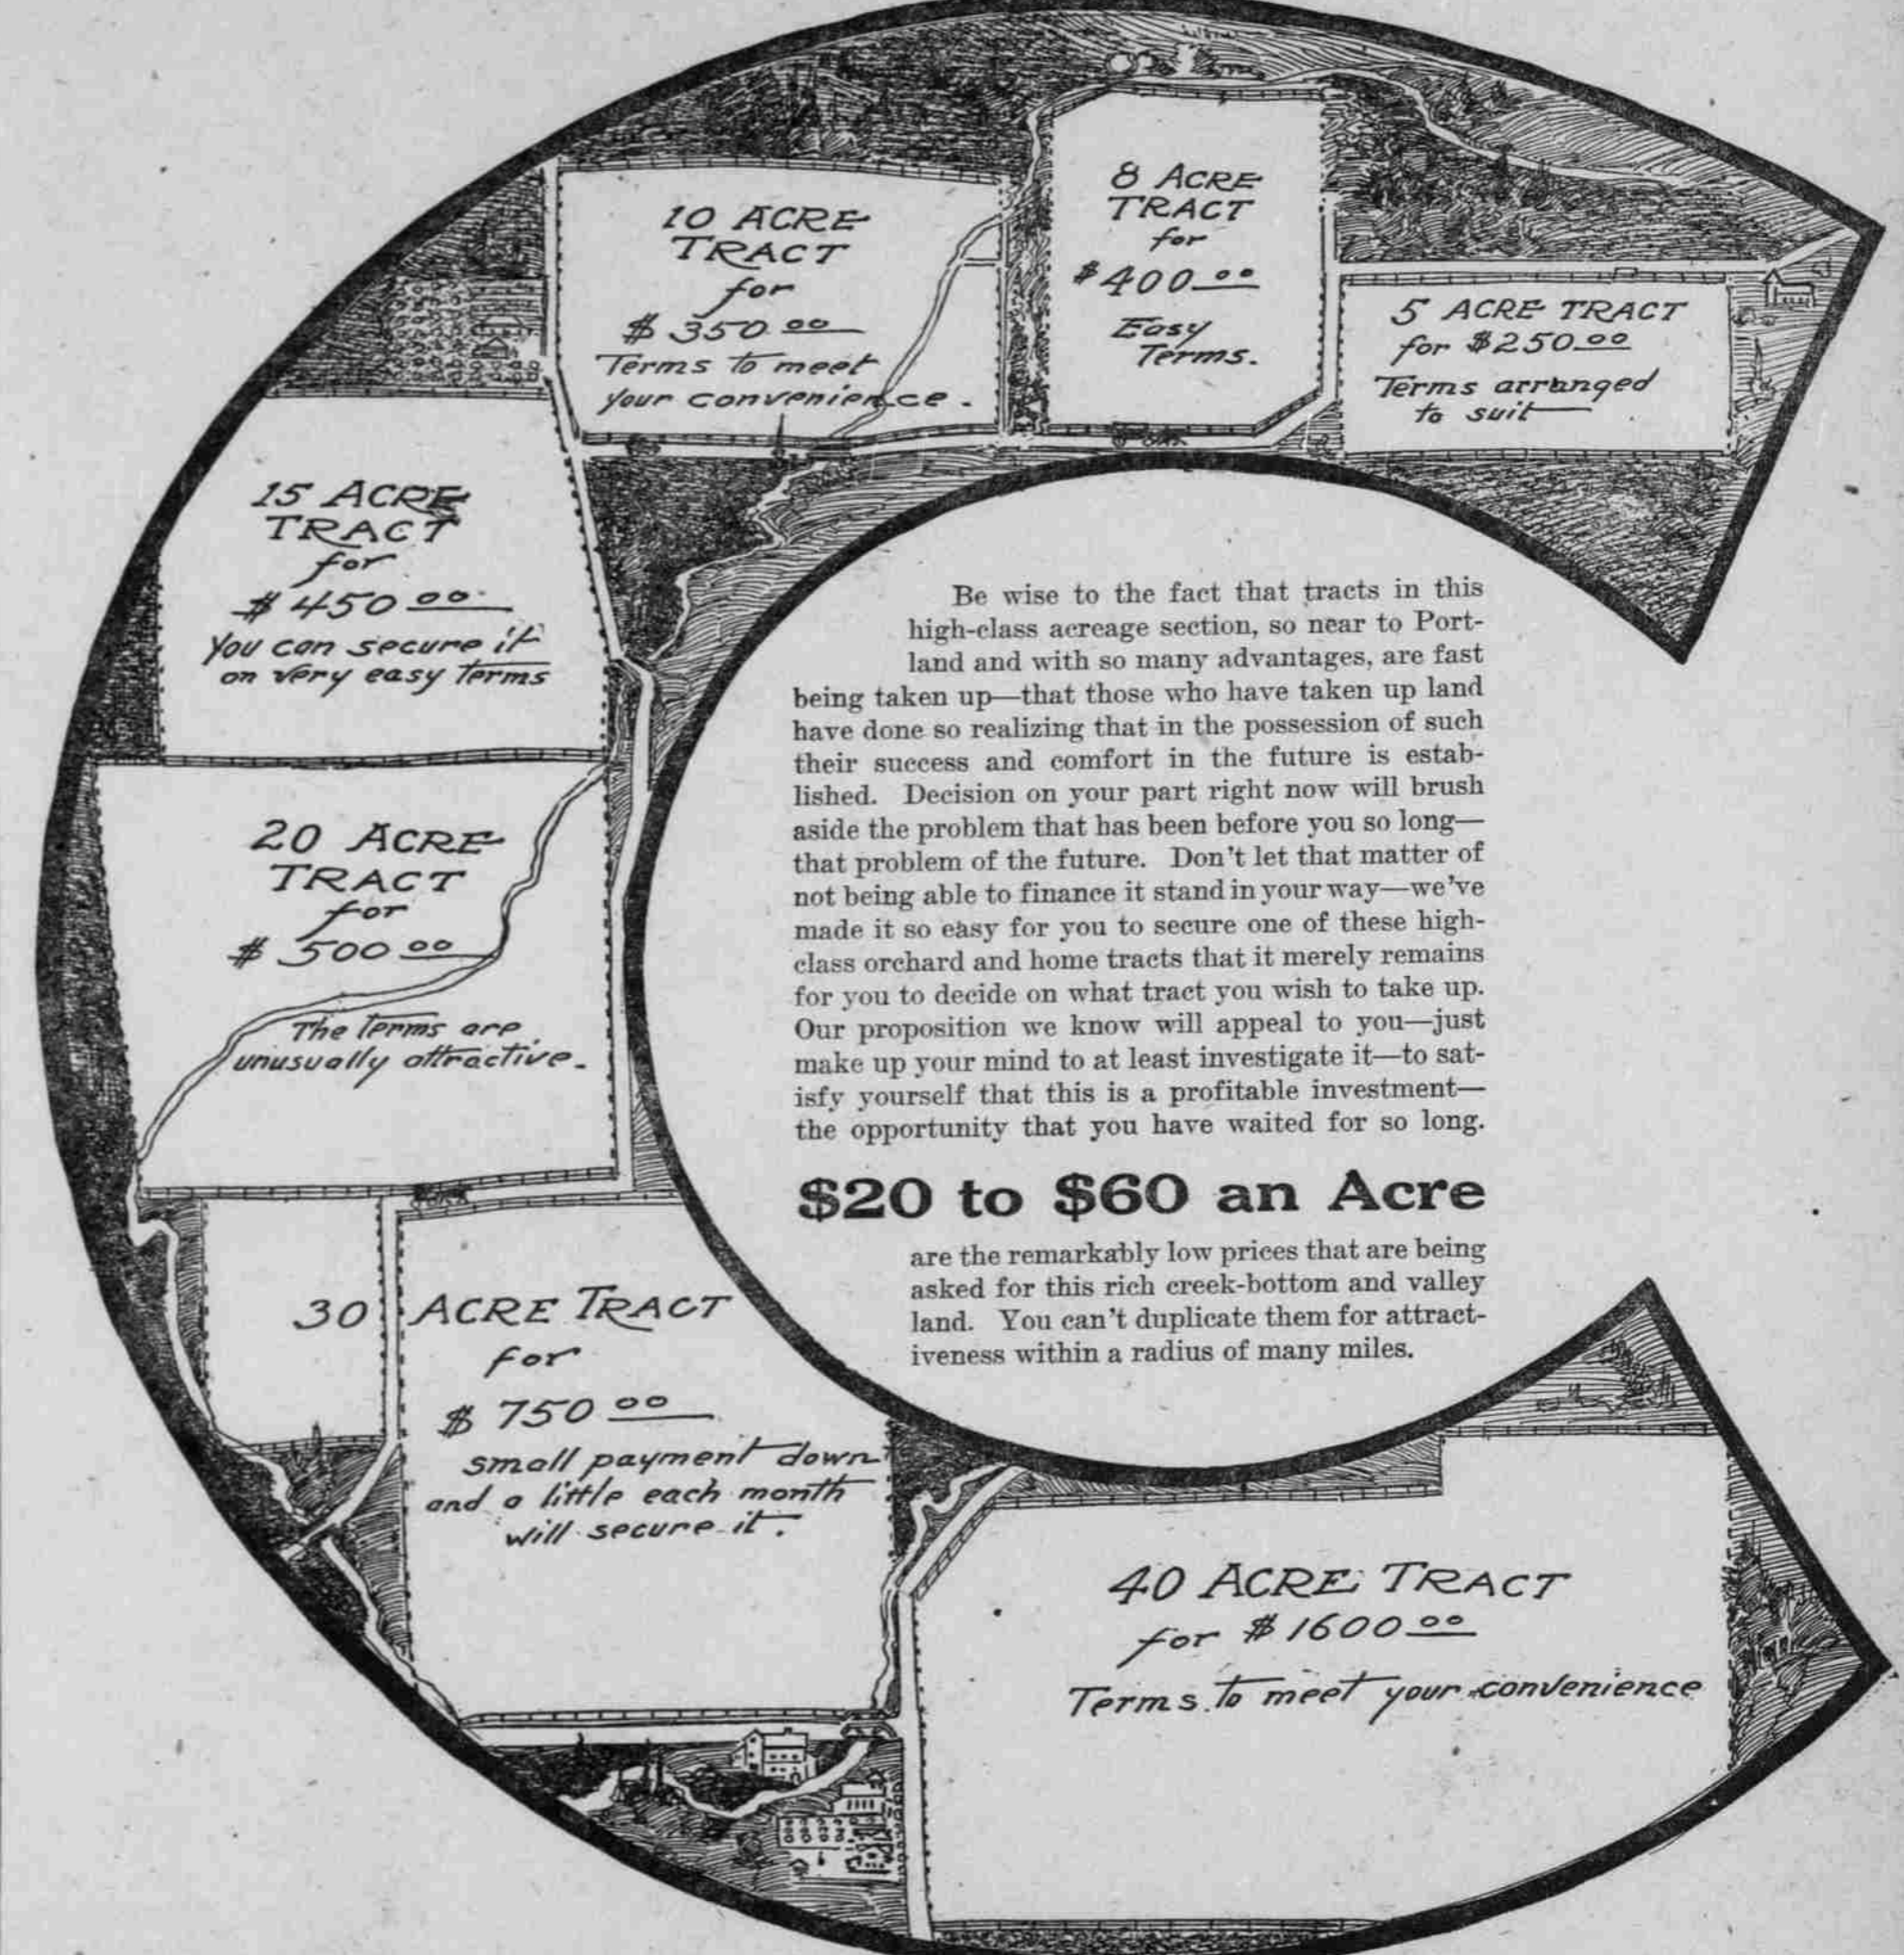 10 ACRE
TRACT
for
$350.00
Terms to meet
your convenience.
8 ACRE
TRACT
for
$400.00
Easy
Terms.
5 ACRE TRACT
for $250.00
Terms arranged
to suit
15 ACRE
TRACT
for
$450.00
You can secure it
on very easy terms
20 ACRE
TRACT
for
$500.00
The terms are
unusually attractive.
30 ACRE TRACT
for
$750.00
small payment down
and a little each month
will secure it.
40 ACRE TRACT
for $1600.00
Terms to meet your convenience
Be wise to the fact that tracts in this
high-class acreage section, so near to Port-
land and with so many advantages, are fast
being taken up—that those who have taken up land
have done so realizing that in the possession of such
their success and comfort in the future is estab-
lished. Decision on your part right now will brush
aside the problem that has been before you so long—
that problem of the future. Don't let that matter of
not being able to finance it stand in your way—we've
made it so easy for you to secure one of these high-
class orchard and home tracts that it merely remains
for you to decide on what tract you wish to take up.
Our proposition we know will appeal to you—just
make up your mind to at least investigate it—to sat-
isfy yourself that this is a profitable investment—
the opportunity that you have waited for so long.
$20 to $60 an Acre
are the remarkably low prices that are being
asked for this rich creek-bottom and valley
land. You can't duplicate them for attract-
iveness within a radius of many miles.